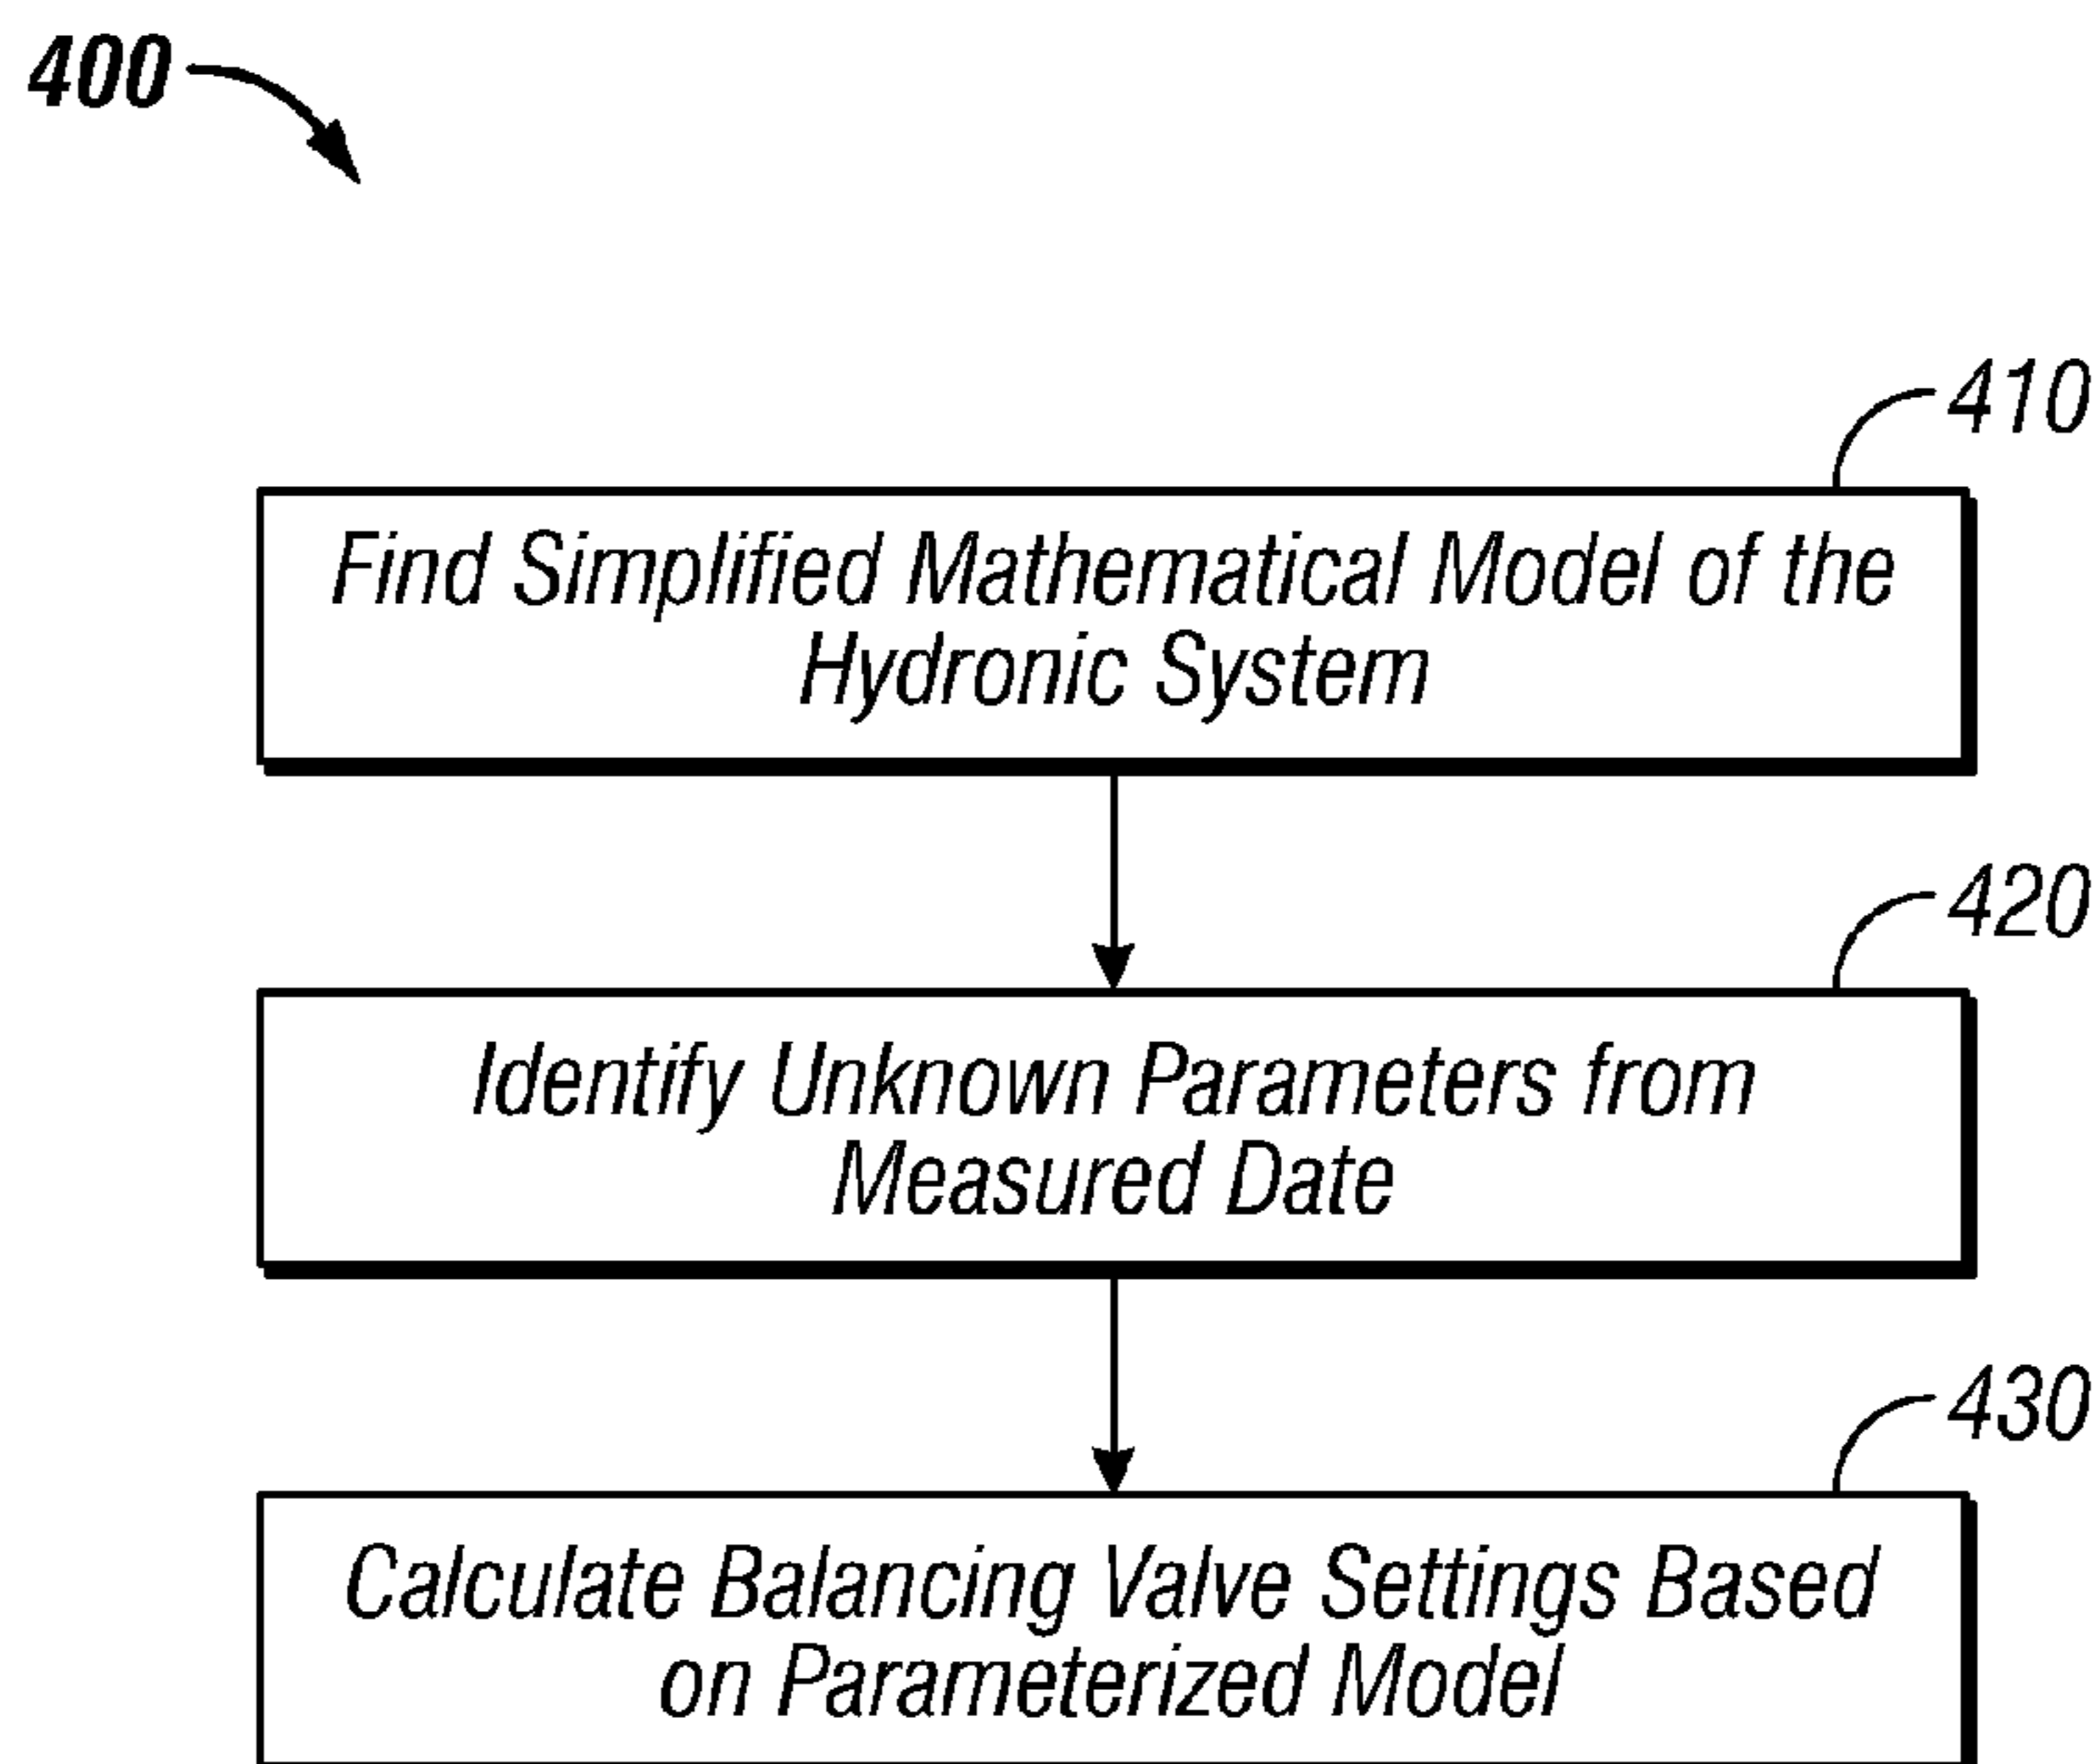 400
410
Find Simplified Mathematical Model of the
Hydronic System
420
Identify Unknown Parameters from
Measured Date
430
Calculate Balancing Valve Settings Based
on Parameterized Model